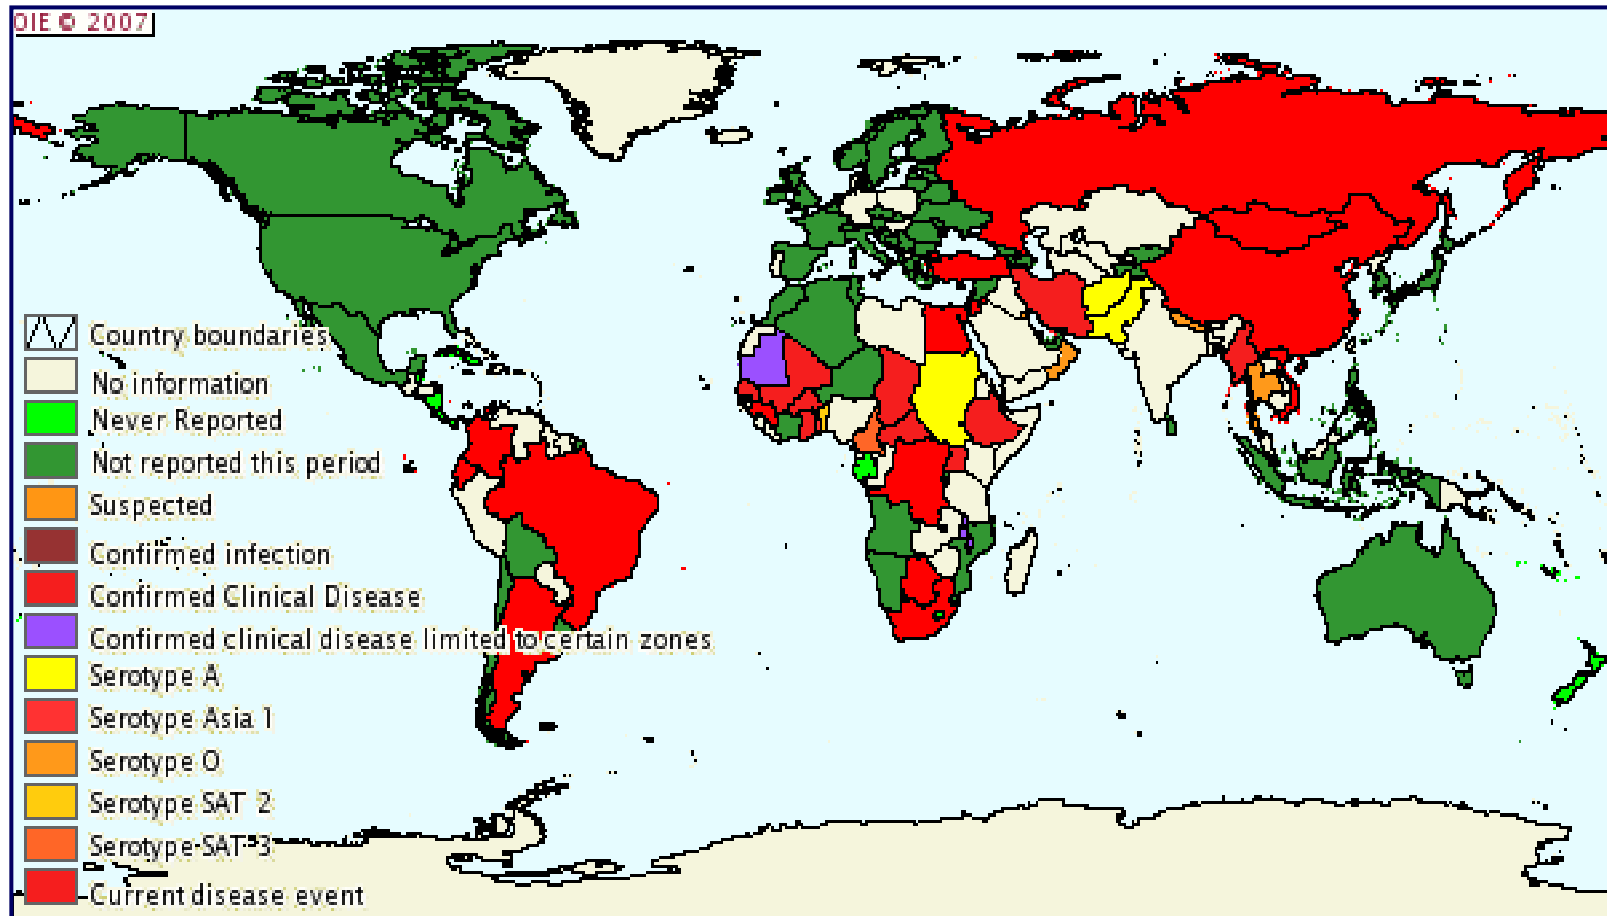 OIE © 2007
Country boundaries
No information
Never Reported
Not reported this period
Suspected
Confirmed infection
Confirmed Clinical Disease
Confirmed clinical disease limited to certain zones
Serotype A
Serotype Asia 1
Serotype O
Serotype SAT 2
Serotype SAT 3
Current disease event